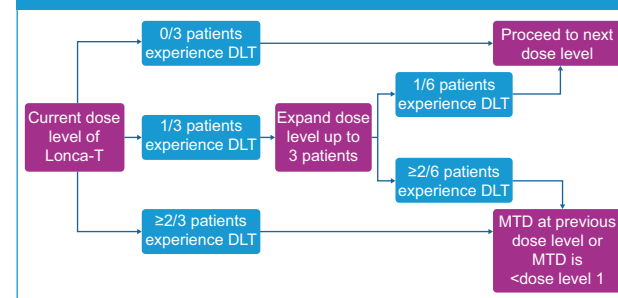 0/3 patients
experience DLT
Proceed to next
dose level
1/6 patients
experience DLT
Current dose
level of
Lonca-T
1/3 patients
experience DLT
Expand dose
level up to
3 patients
≥2/6 patients
experience DLT
≥2/3 patients
experience DLT
MTD at previous
dose level or
MTD is
<dose level 1